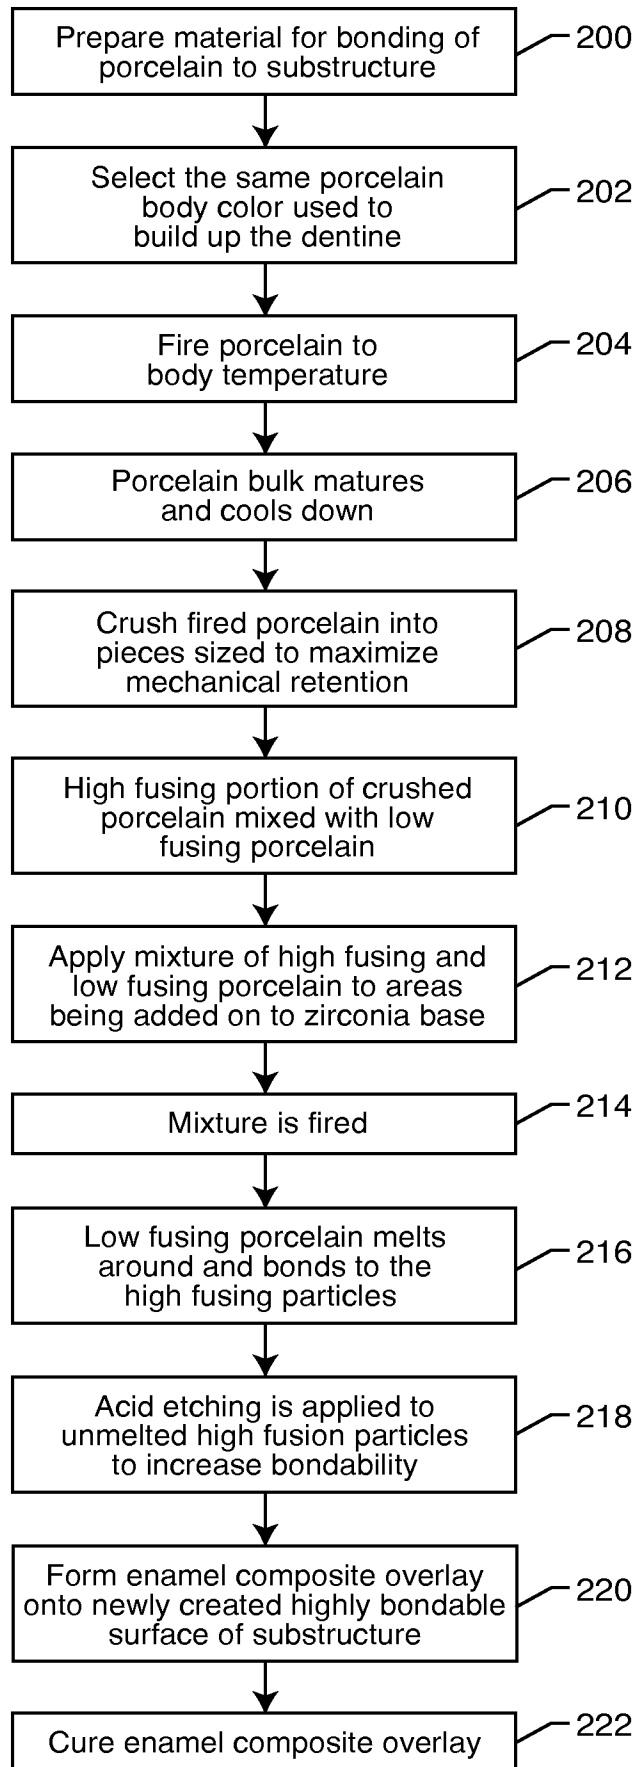 Prepare material for bonding of
porcelain to substructure
200
Select the same porcelain
body color used to
build up the dentine
202
Fire porcelain to
body temperature
204
Porcelain bulk matures
and cools down
206
Crush fired porcelain into
pieces sized to maximize
mechanical retention
208
High fusing portion of crushed
porcelain mixed with low
fusing porcelain
210
Apply mixture of high fusing and
low fusing porcelain to areas
being added on to zirconia base
212
Mixture is fired
214
Low fusing porcelain melts
around and bonds to the
high fusing particles
216
Acid etching is applied to
unmelted high fusion particles
to increase bondability
218
Form enamel composite overlay
onto newly created highly bondable
surface of substructure
220
Cure enamel composite overlay
222